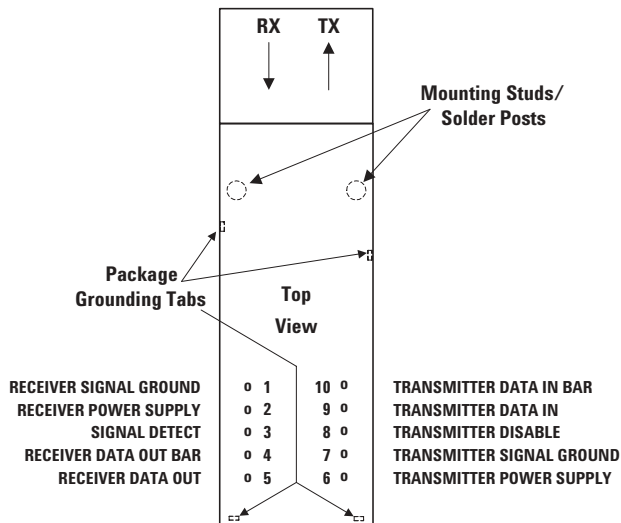 RX TX
Mounting Studs/
Solder Posts
Package
Grounding Tabs
Top
View
RECEIVER SIGNAL GROUND o 1 10 o TRANSMITTER DATA IN BAR
RECEIVER POWER SUPPLY o 2 9 o TRANSMITTER DATA IN
SIGNAL DETECT o 3 8 o TRANSMITTER DISABLE
RECEIVER DATA OUT BAR o 4 7 o TRANSMITTER SIGNAL GROUND
RECEIVER DATA OUT o 5 6 o TRANSMITTER POWER SUPPLY